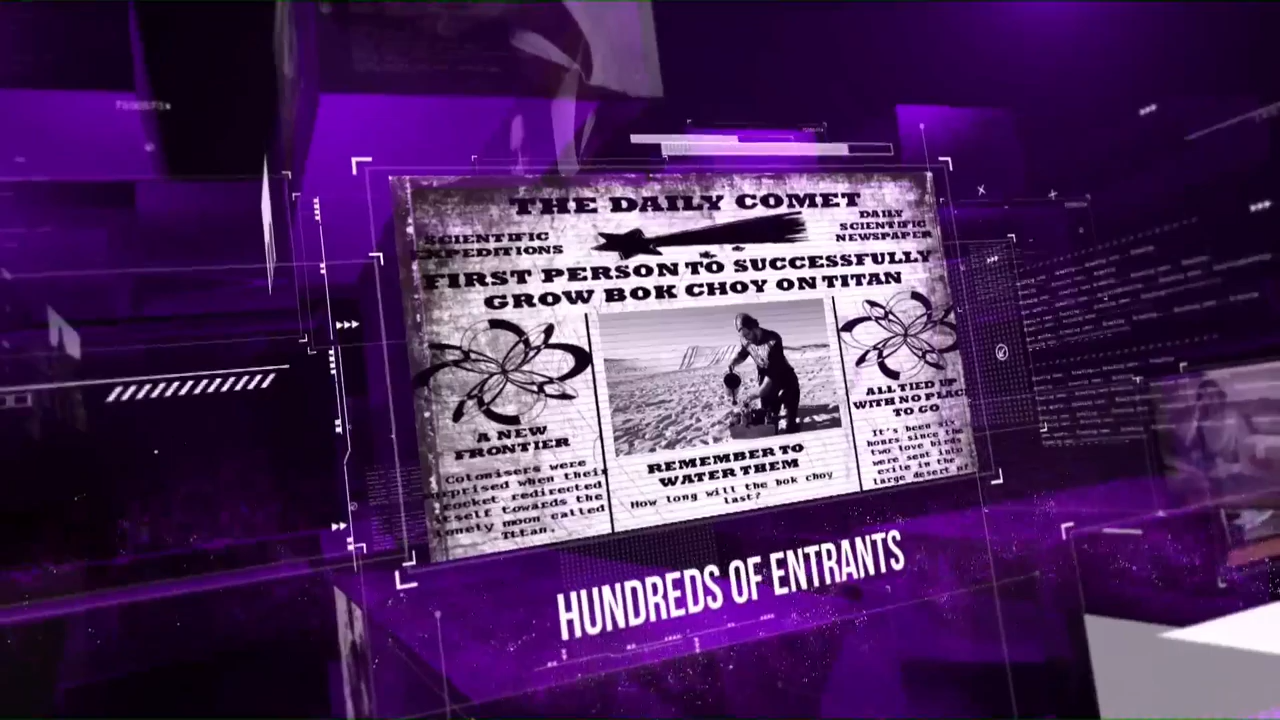 THE DAILY COMET
SCIENTIFIC
EXPEDITIONS
DAILY
SCIENTIFIC
NEWSPAPER
FIRST PERSON TO SUCCESSFULLY
GROW BOK CHOY ON TITAN
A NEW
FRONTIER
Colonisers were
surprised when their
rocket redirected
itself towards the
lonely moon called
Titan.
REMEMBER TO
WATER THEM
How long will the bok choy
last?
ALL TIED UP
WITH NO PLACE
TO GO
It's been six
hours since the
two love birds
were sent into
exile in the
large desert of
HUNDREDS OF ENTRANTS